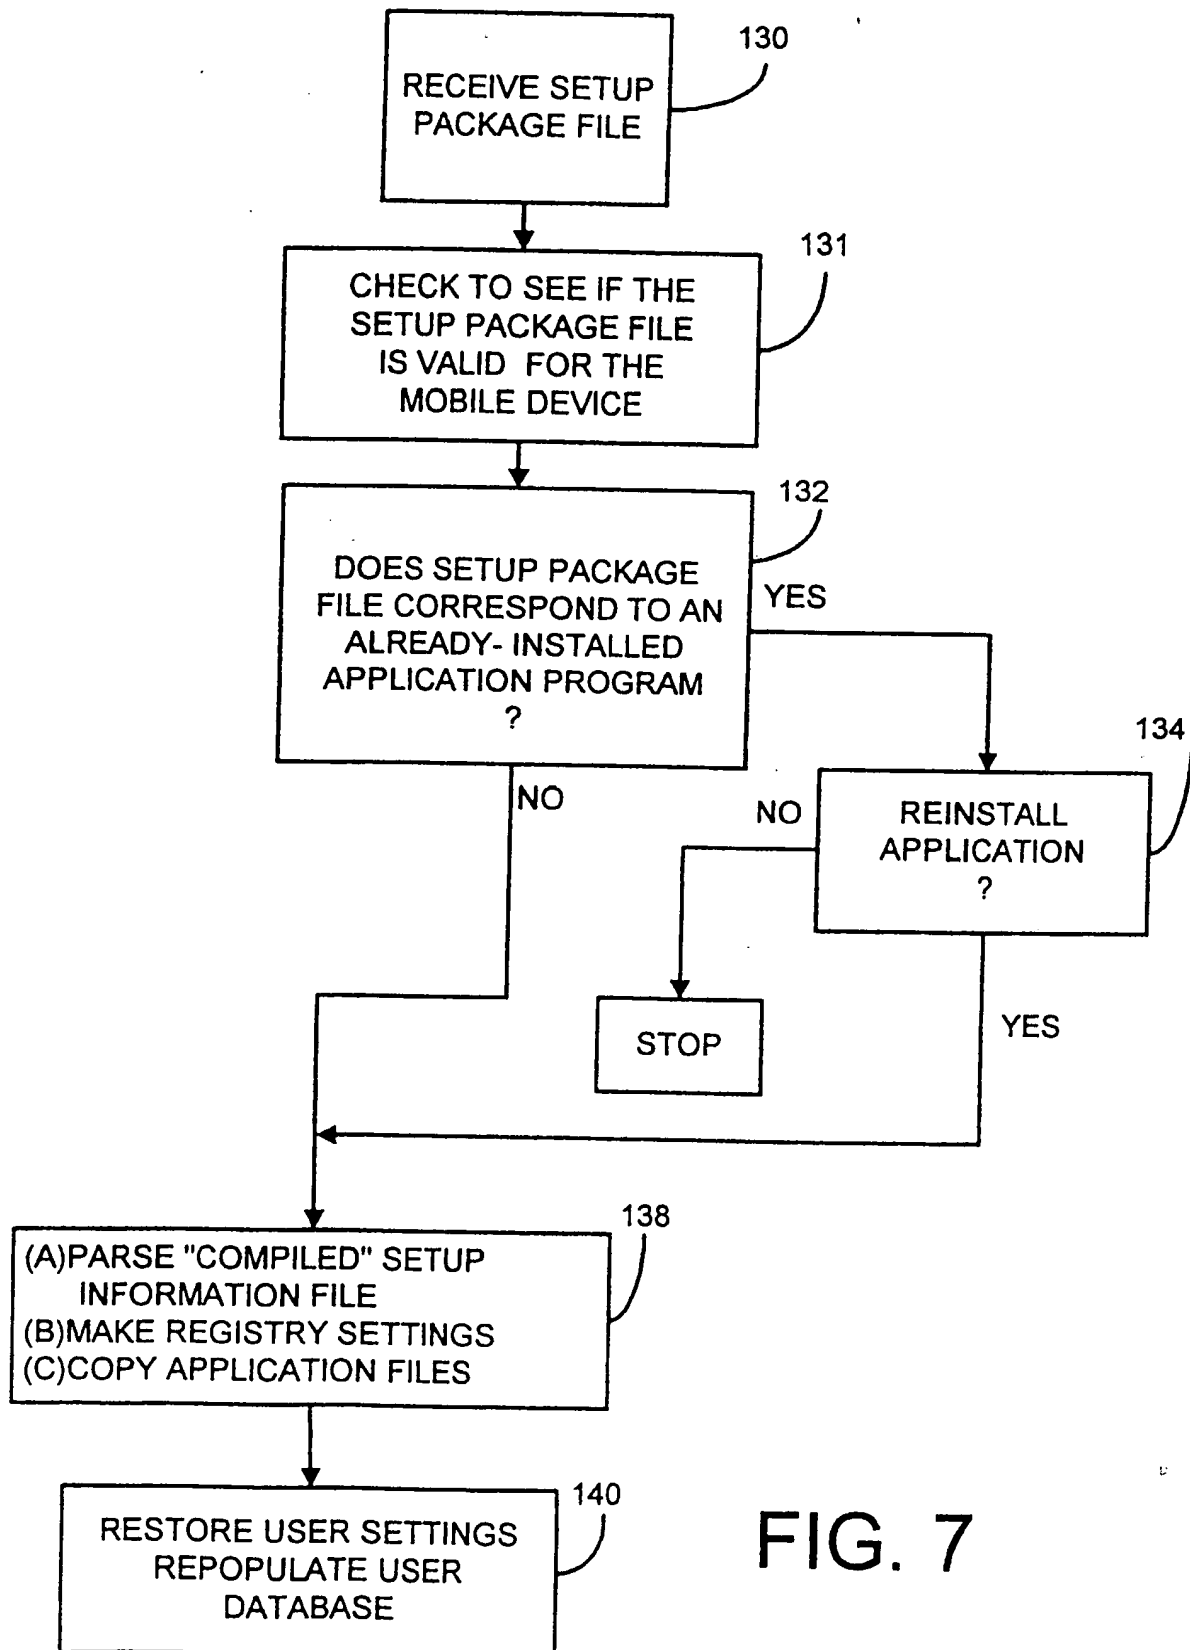 130
RECEIVE SETUP
PACKAGE FILE
131
CHECK TO SEE IF THE
SETUP PACKAGE FILE
IS VALID FOR THE
MOBILE DEVICE
132
DOES SETUP PACKAGE
FILE CORRESPOND TO AN
ALREADY- INSTALLED
APPLICATION PROGRAM
?
YES
NO
134
REINSTALL
APPLICATION
?
NO
STOP
YES
138
(A)PARSE "COMPILED" SETUP
INFORMATION FILE
(B)MAKE REGISTRY SETTINGS
(C)COPY APPLICATION FILES
140
RESTORE USER SETTINGS
REPOPULATE USER
DATABASE
FIG. 7